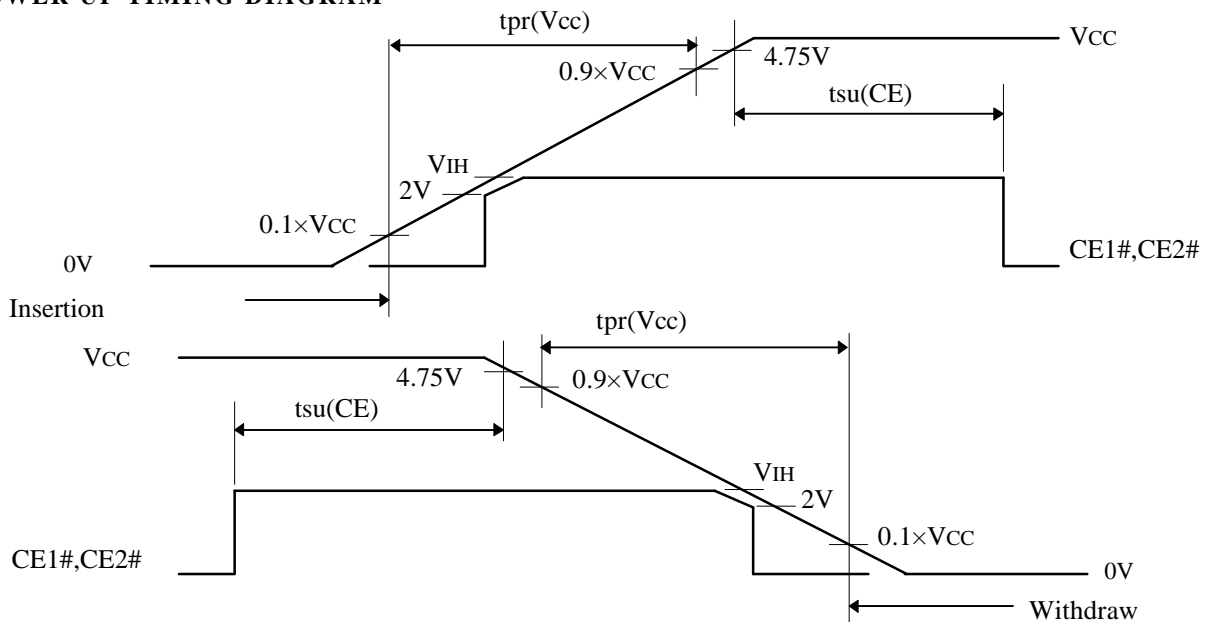 POWER UP TIMING DIAGRAM
tpr(Vcc)
VCC
4.75V
0.9×VCC
tsu(CE)
VIH
2V
0.1×VCC
0V
CE1#,CE2#
Insertion
tpr(Vcc)
VCC
4.75V
0.9×VCC
tsu(CE)
VIH
2V
0.1×VCC
CE1#,CE2#
0V
Withdraw